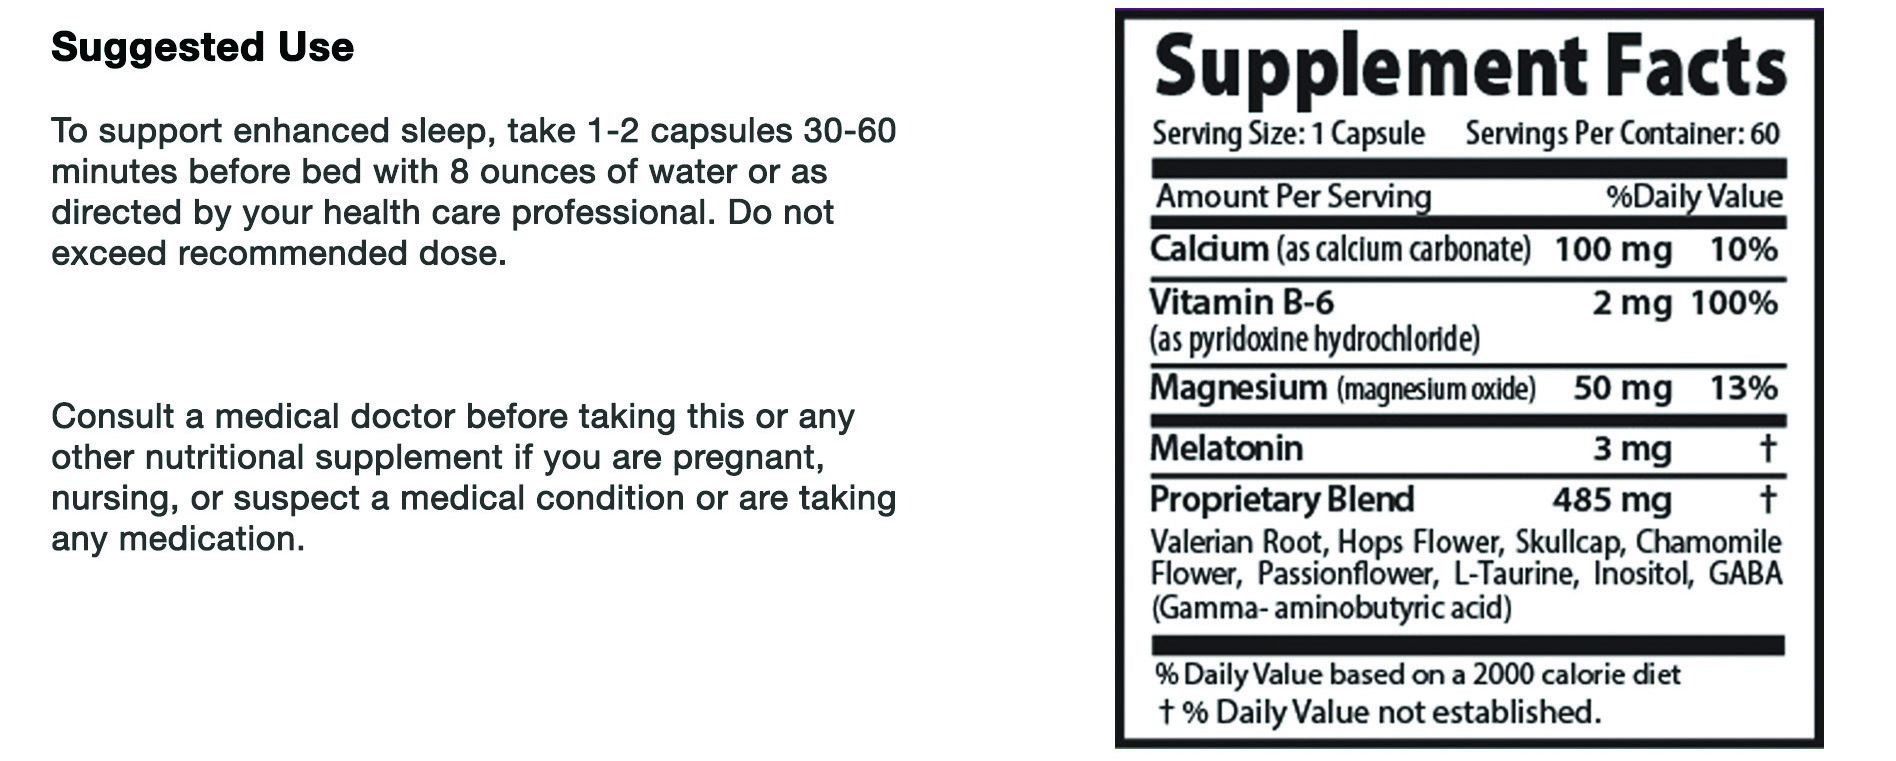 Suggested Use
To support enhanced sleep, take 1-2 capsules 30-60
minutes before bed with 8 ounces of water or as
directed by your health care professional. Do not
exceed recommended dose.
Consult a medical doctor before taking this or any
other nutritional supplement if you are pregnant,
nursing, or suspect a medical condition or are taking
any medication.
Supplement Facts
Serving Size: 1 Capsule Servings Per Container: 60
Amount Per Serving %Daily Value
Calcium (as calcium carbonate) 100 mg 10%
Vitamin B-6 2 mg 100%
(as pyridoxine hydrochloride)
Magnesium (magnesium oxide) 50 mg 13%
Melatonin 3 mg †
Proprietary Blend 485 mg †
Valerian Root, Hops Flower, Skullcap, Chamomile
Flower, Passionflower, L-Taurine, Inositol, GABA
(Gamma- aminobutyric acid)
% Daily Value based on a 2000 calorie diet
† % Daily Value not established.